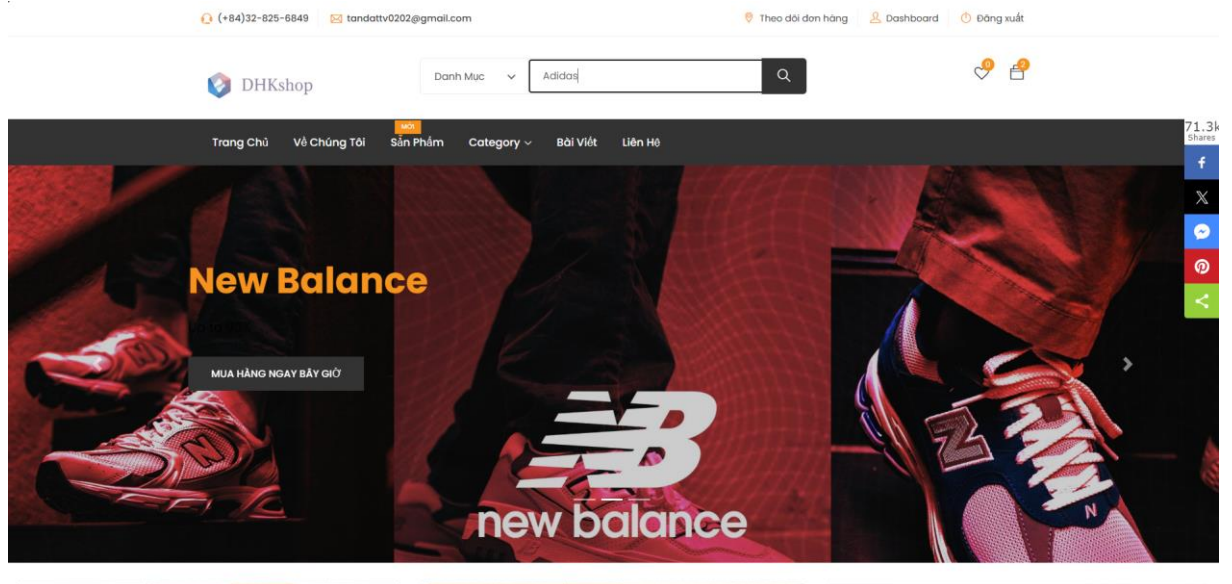 (+84)32-825-6849 tandattv0202@gmail.com Theo dõi đơn hàng Dashboard Đăng xuất
DHKshop Danh Mục Adidas 0 2
MỚI
Trang Chủ Về Chúng Tôi Sản Phẩm Category Bài Viết Liên Hệ
71.3k
Shares
New Balance
MUA HÀNG NGAY BÂY GIỜ
N
N
N
N
new balance